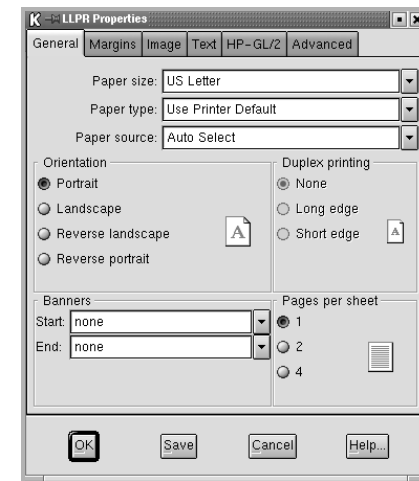 LLPR Properties
General Margins Image Text HP-GL/2 Advanced
Paper size: US Letter
Paper type: Use Printer Default
Paper source: Auto Select
Orientation
Portrait
Landscape
Reverse landscape
Reverse portrait
A
Duplex printing
None
Long edge
Short edge
A
Banners
Start: none
End: none
Pages per sheet
1
2
4
OK Save Cancel Help...